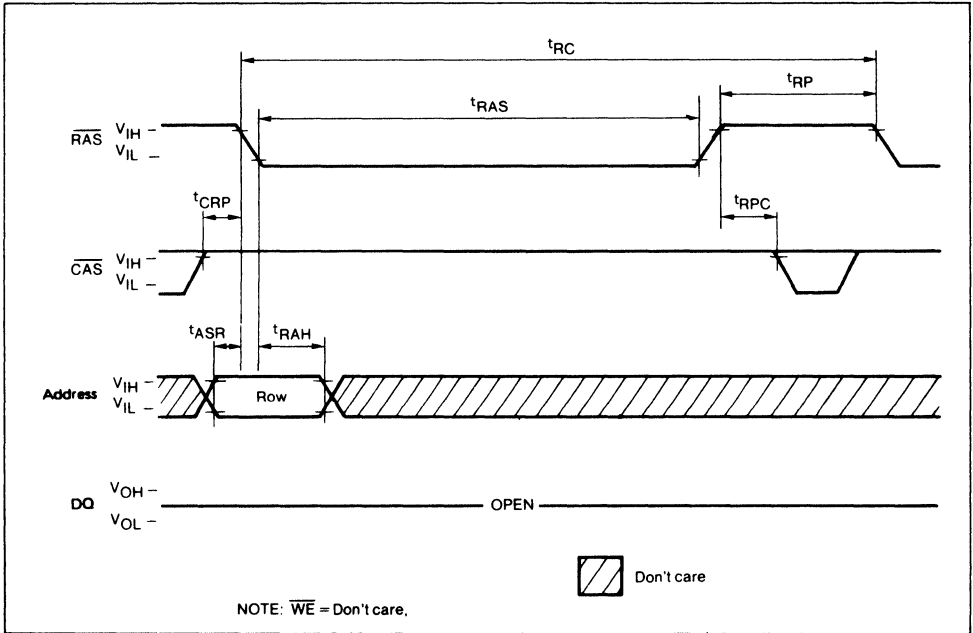 tRC
tRP
tRAS
RAS VIH
VIL
tCRP
tRPC
CAS VIH
VIL
tASR tRAH
Address VIH
VIL
Row
DQ VOH
VOL
OPEN
Don't care
NOTE: WE = Don't care,